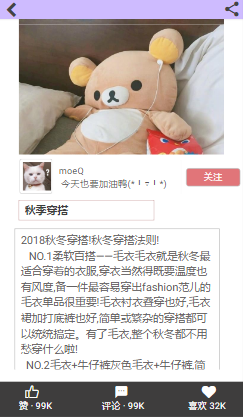 moeQ
今天也要加油鸭(*╹▽╹*)
关注
秋季穿搭
2018秋冬穿搭!秋冬穿搭法则!
NO.1柔软百搭——毛衣毛衣就是秋冬最
适合穿着的衣服,穿衣当然得既要温度也
有风度,备一件最容易穿出fashion范儿的
毛衣单品很重要!毛衣衬衣叠穿也好,毛衣
裙加打底裤也好,简单或繁杂的穿搭都可
以统统搞定。有了毛衣,整个秋冬都不用
愁穿什么啦!
NO.2毛衣+牛仔裤灰色毛衣+牛仔裤,简
赞 · 99K
评论 · 99K
喜欢 32K